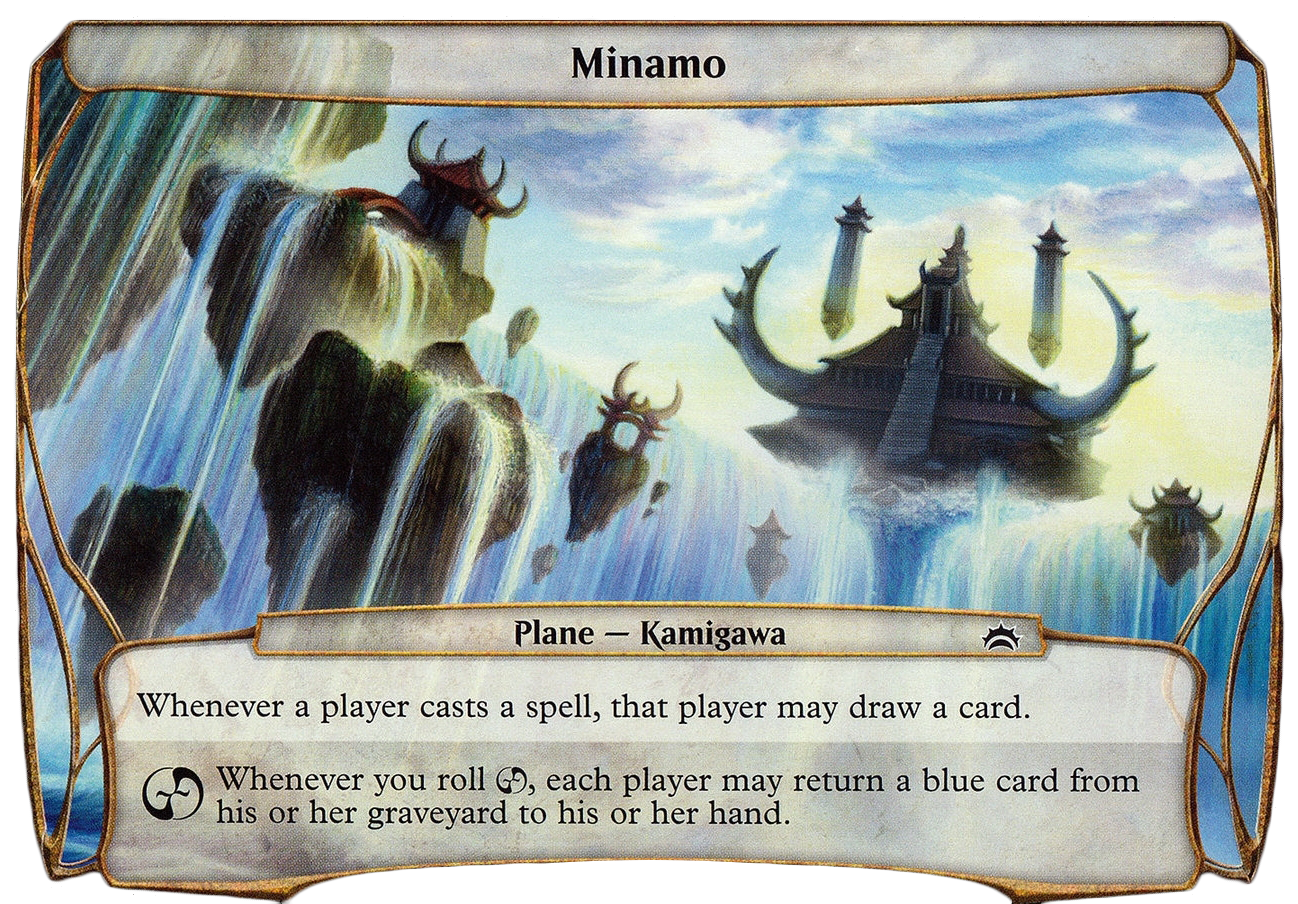 Minamo
Plane — Kamigawa
Whenever a player casts a spell, that player may draw a card.
Whenever you roll , each player may return a blue card from
his or her graveyard to his or her hand.